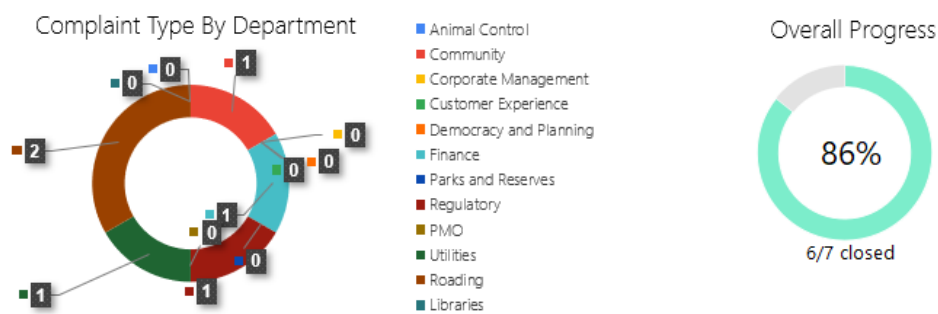 Complaint Type By Department
0
1
0
0
2
0
0
1
0
0
1
1
Animal Control
Community
Corporate Management
Customer Experience
Democracy and Planning
Finance
Parks and Reserves
Regulatory
PMO
Utilities
Roading
Libraries
Overall Progress
86%
6/7 closed